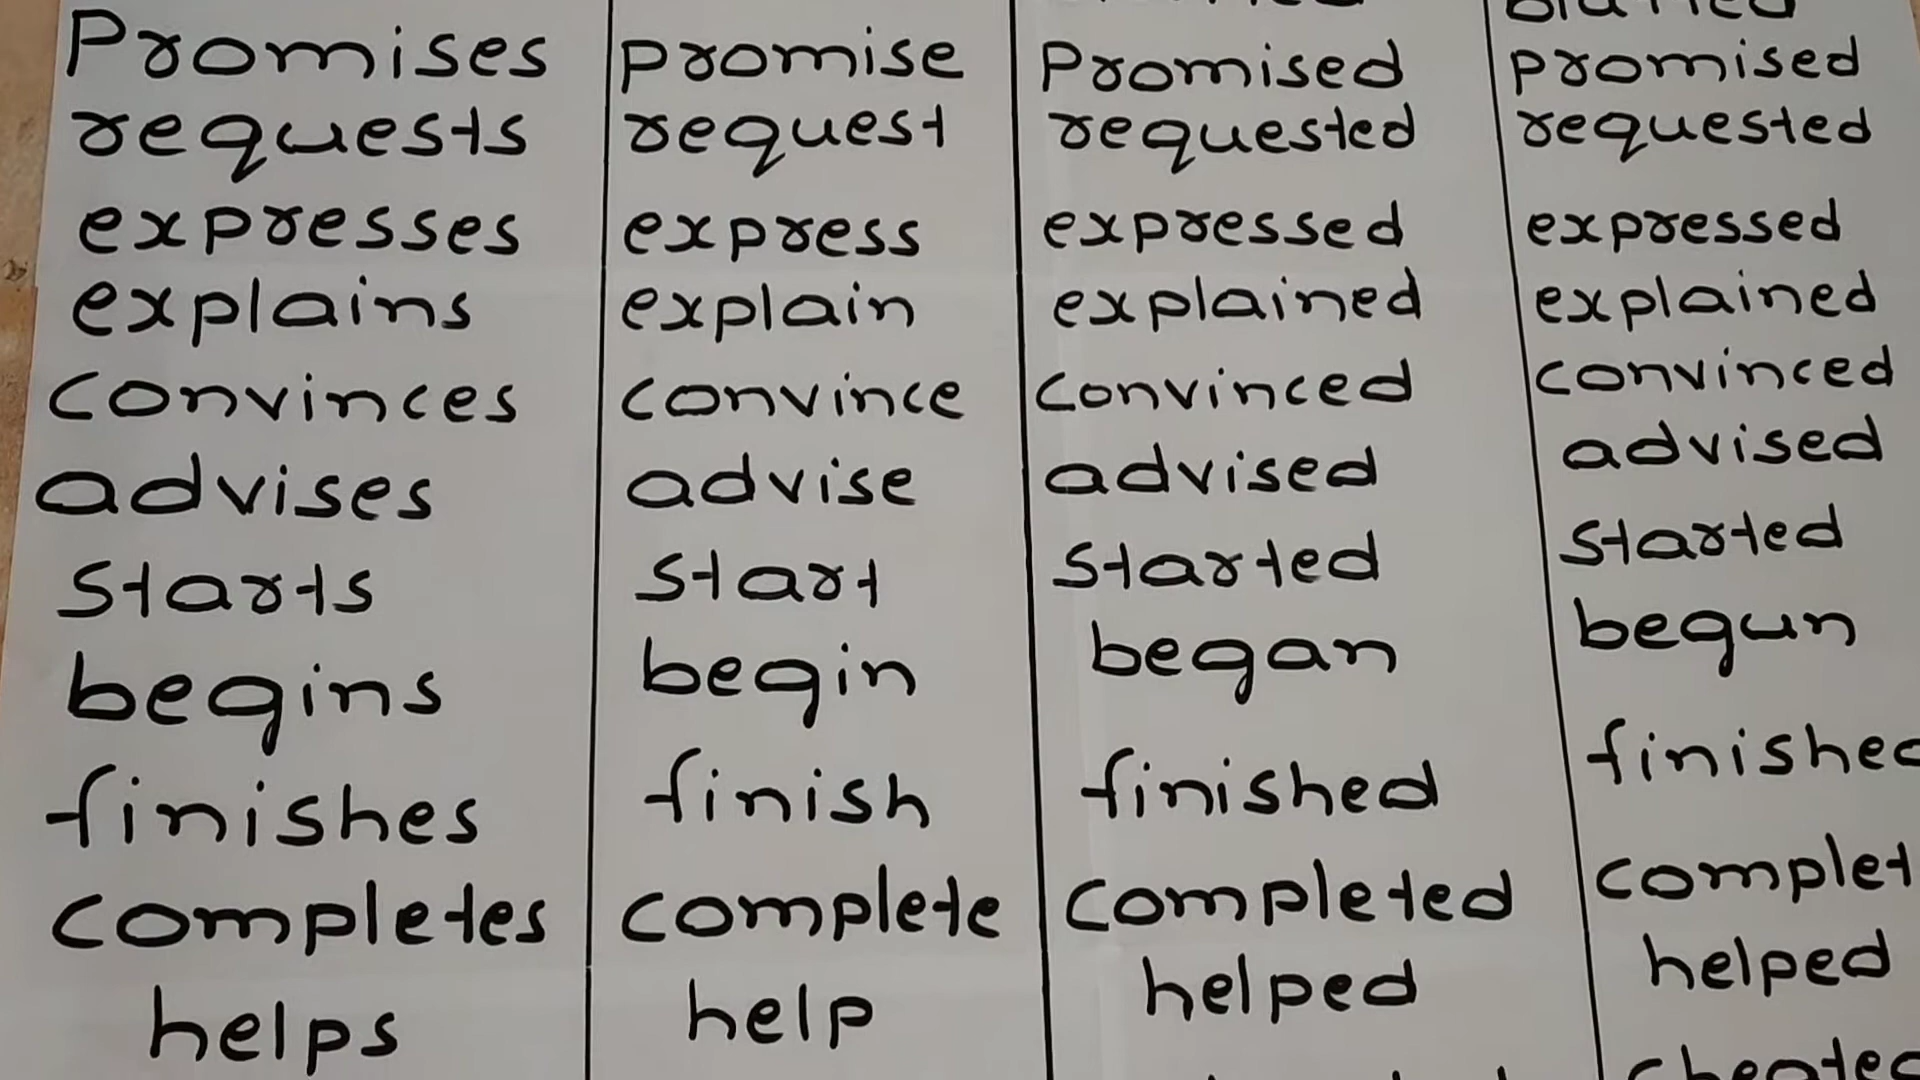 Promises promise Promised promised
requests request requested requested
expresses express expressed expressed
explains explain explained explained
convinces convince convinced convinced
advises advise advised advised
starts start started started
begins begin began begun
finishes finish finished finished
completes complete completed complet
helps help helped helped